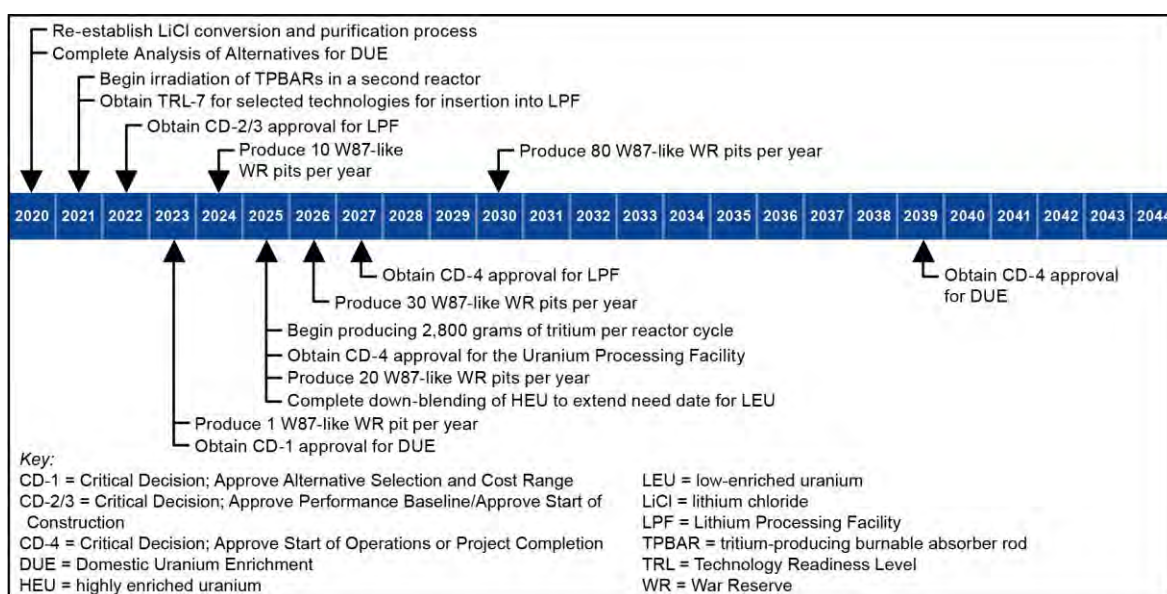 Re-establish LiCl conversion and purification process
Complete Analysis of Alternatives for DUE
Begin irradiation of TPBARs in a second reactor
Obtain TRL-7 for selected technologies for insertion into LPF
Obtain CD-2/3 approval for LPF
Produce 10 W87-like
WR pits per year
Produce 80 W87-like WR pits per year
2020 2021 2022 2023 2024 2025 2026 2027 2028 2029 2030 2031 2032 2033 2034 2035 2036 2037 2038 2039 2040 2041 2042 2043 2044
Obtain CD-4 approval for LPF
Obtain CD-4 approval
for DUE
Produce 30 W87-like WR pits per year
Begin producing 2,800 grams of tritium per reactor cycle
Obtain CD-4 approval for the Uranium Processing Facility
Produce 20 W87-like WR pits per year
Complete down-blending of HEU to extend need date for LEU
Produce 1 W87-like WR pit per year
Obtain CD-1 approval for DUE
Key:
CD-1 = Critical Decision; Approve Alternative Selection and Cost Range
CD-2/3 = Critical Decision; Approve Performance Baseline/Approve Start of
Construction
CD-4 = Critical Decision; Approve Start of Operations or Project Completion
DUE = Domestic Uranium Enrichment
HEU = highly enriched uranium
LEU = low-enriched uranium
LiCl = lithium chloride
LPF = Lithium Processing Facility
TPBAR = tritium-producing burnable absorber rod
TRL = Technology Readiness Level
WR = War Reserve